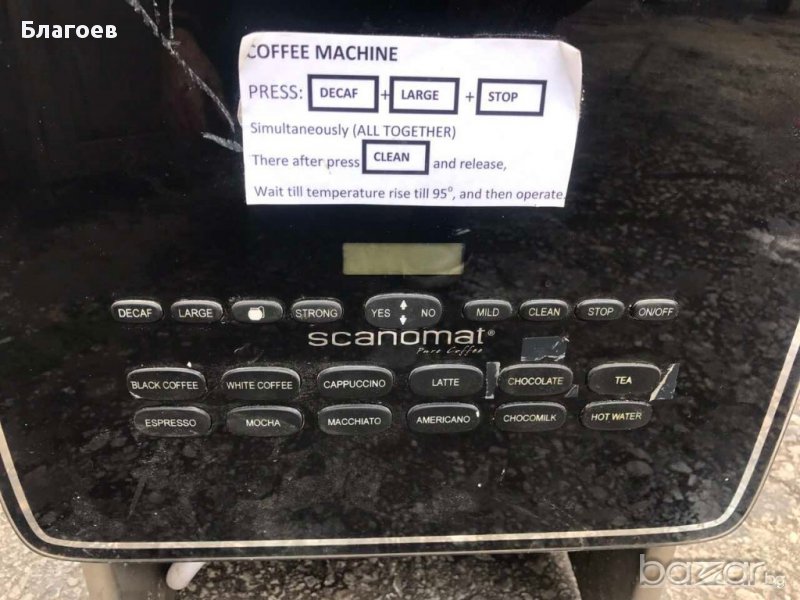 Благоев
COFFEE MACHINE
PRESS: DECAF + LARGE + STOP
Simultaneously (ALL TOGETHER)
There after press CLEAN and release,
Wait till temperature rise till 95°, and then operate.
DECAF LARGE STRONG YES NO MILD CLEAN STOP ON/OFF
scanomat®
Pure Coffee
BLACK COFFEE WHITE COFFEE CAPPUCCINO LATTE CHOCOLATE TEA
ESPRESSO MOCHA MACCHIATO AMERICANO CHOCOMILK HOT WATER
bazar.bg